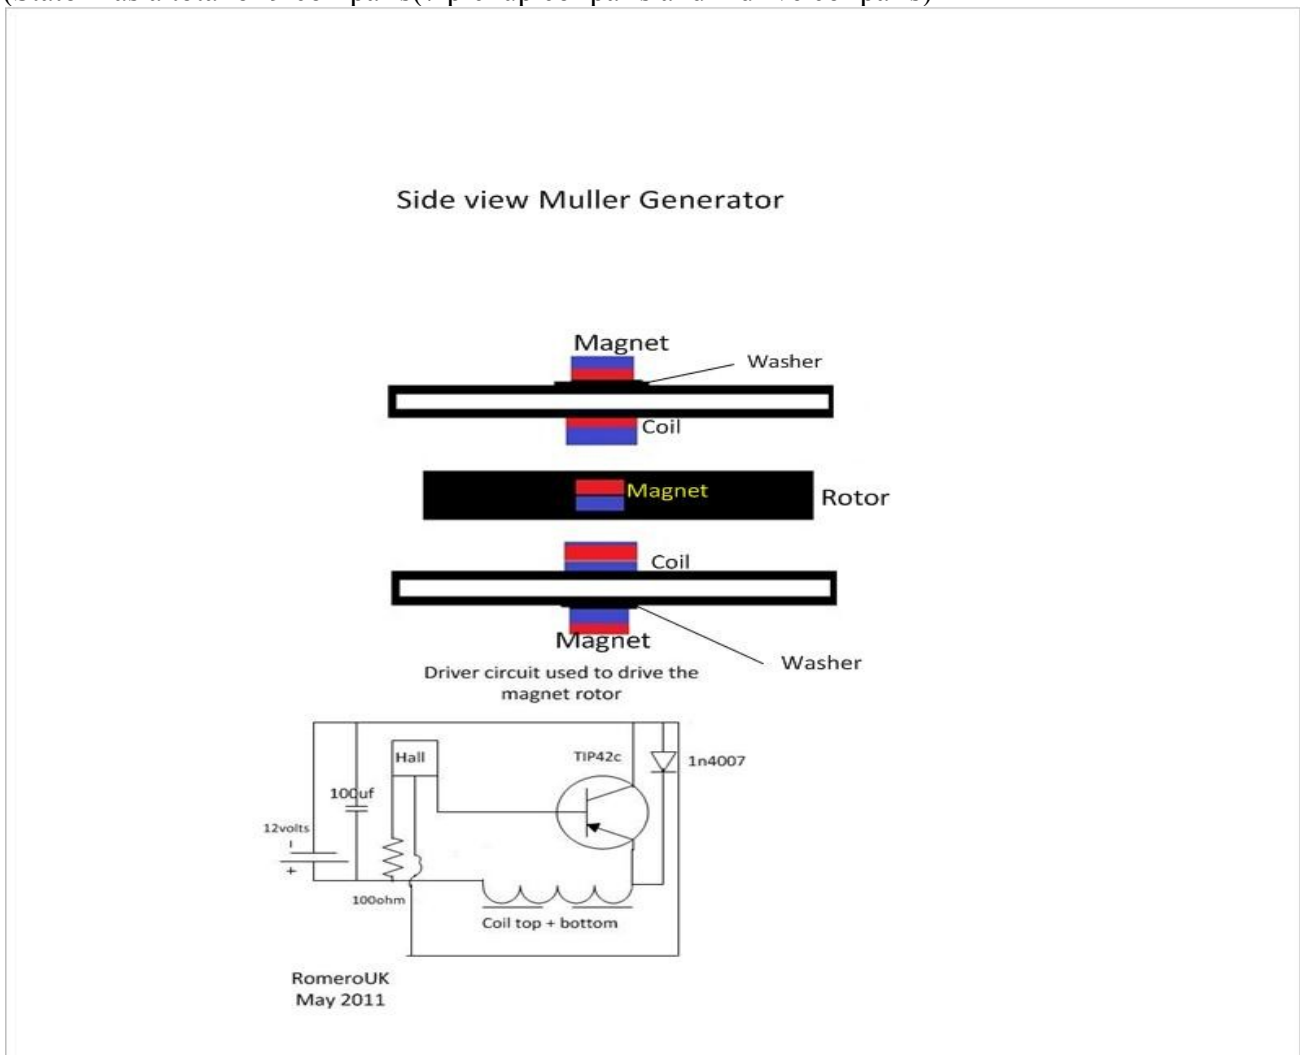 Side view Muller Generator
Magnet
Washer
Coil
Magnet
Rotor
Coil
Magnet
Washer
Driver circuit used to drive the
magnet rotor
Hall
TIP42c
1n4007
100uf
12volts
-
+
100ohm
Coil top + bottom
RomeroUK
May 2011